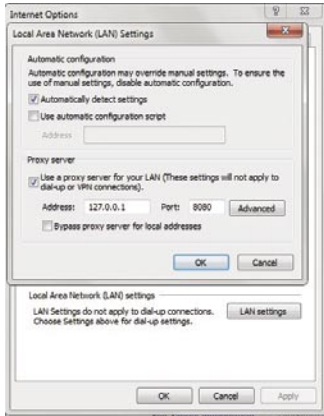 Internet Options
Local Area Network (LAN) Settings
Automatic configuration
Automatic configuration may override manual settings. To ensure the
use of manual settings, disable automatic configuration.
Automatically detect settings
Use automatic configuration script
Address
Proxy server
Use a proxy server for your LAN (These settings will not apply to
dial-up or VPN connections).
Address: 127.0.0.1 Port: 8080 Advanced
Bypass proxy server for local addresses
OK Cancel
Local Area Network (LAN) settings
LAN Settings do not apply to dial-up connections.
Choose Settings above for dial-up settings.
LAN settings
OK Cancel Apply